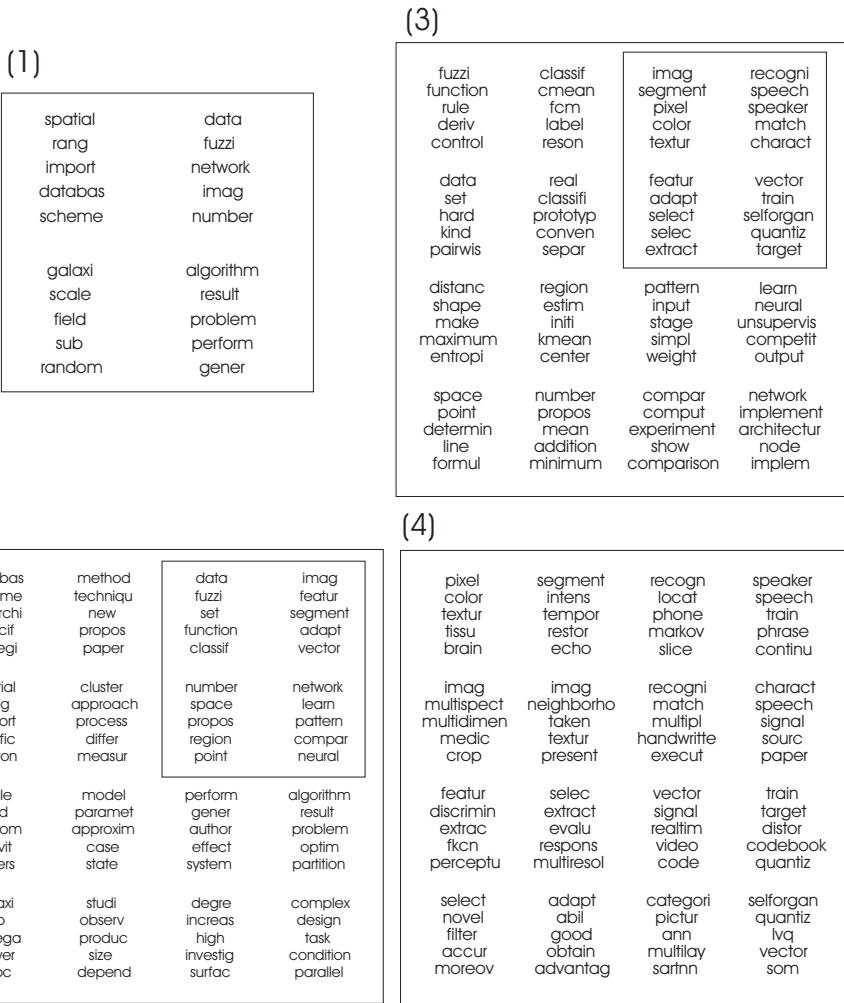 (1)
spatial data
rang fuzzi
import network
databas imag
scheme number
galaxi algorithm
scale result
field problem
sub perform
random gener
(3)
fuzzi classif imag recogni
function cmean segment speech
rule fcm pixel speaker
deriv label color match
control reson textur charact
data real featur vector
set classifi adapt train
hard prototyp select selforgan
kind conven selec quantiz
pairwis separ extract target
distanc region pattern learn
shape estim input neural
make initi stage unsupervis
maximum kmean simpl competit
entropi center weight output
space number compar network
point propos comput implement
determin mean experiment architectur
line addition show node
formul minimum comparison implem
method data imag
techniqu fuzzi featur
new set segment
propos function adapt
paper classif vector
cluster number network
approach space learn
process propos pattern
differ region compar
measur point neural
model perform algorithm
paramet gener result
approxim author problem
case effect optim
state system partition
studi degre complex
observ increas design
produc high task
size investig condition
depend surfac parallel
(4)
pixel segment recogn speaker
color intens locat speech
textur tempor phone train
tissu restor markov phrase
brain echo slice continu
imag imag recogni charact
multispect neighborho match speech
multidimen taken multipl signal
medic textur handwritte sourc
crop present execut paper
featur selec vector train
discrimin extract signal target
extrac evalu realtim distor
fkcn respons video codebook
perceptu multiresol code quantiz
select adapt categori selforgan
novel abil pictur quantiz
filter good ann lvq
accur obtain multilay vector
moreov advantag sartnn som